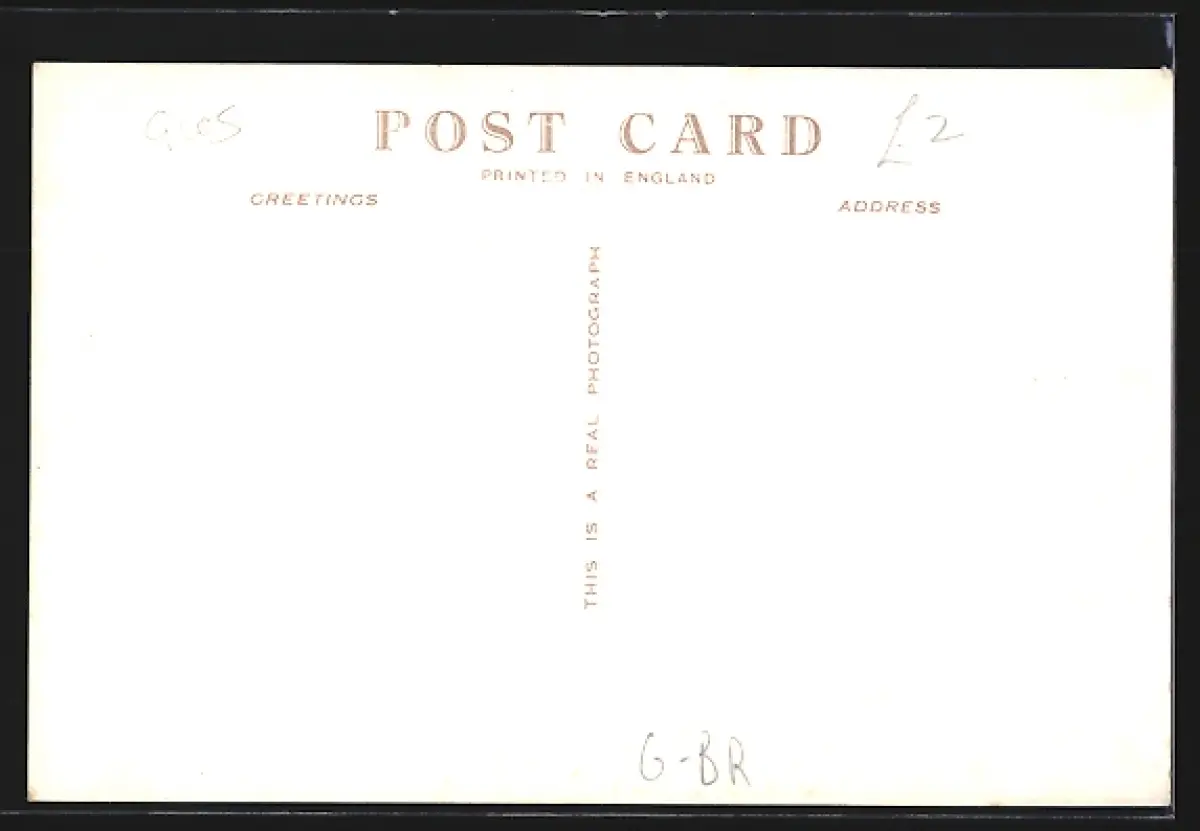 GLOS
POST CARD
£2
PRINTED IN ENGLAND
GREETINGS
ADDRESS
THIS IS A REAL PHOTOGRAPH
G-BR